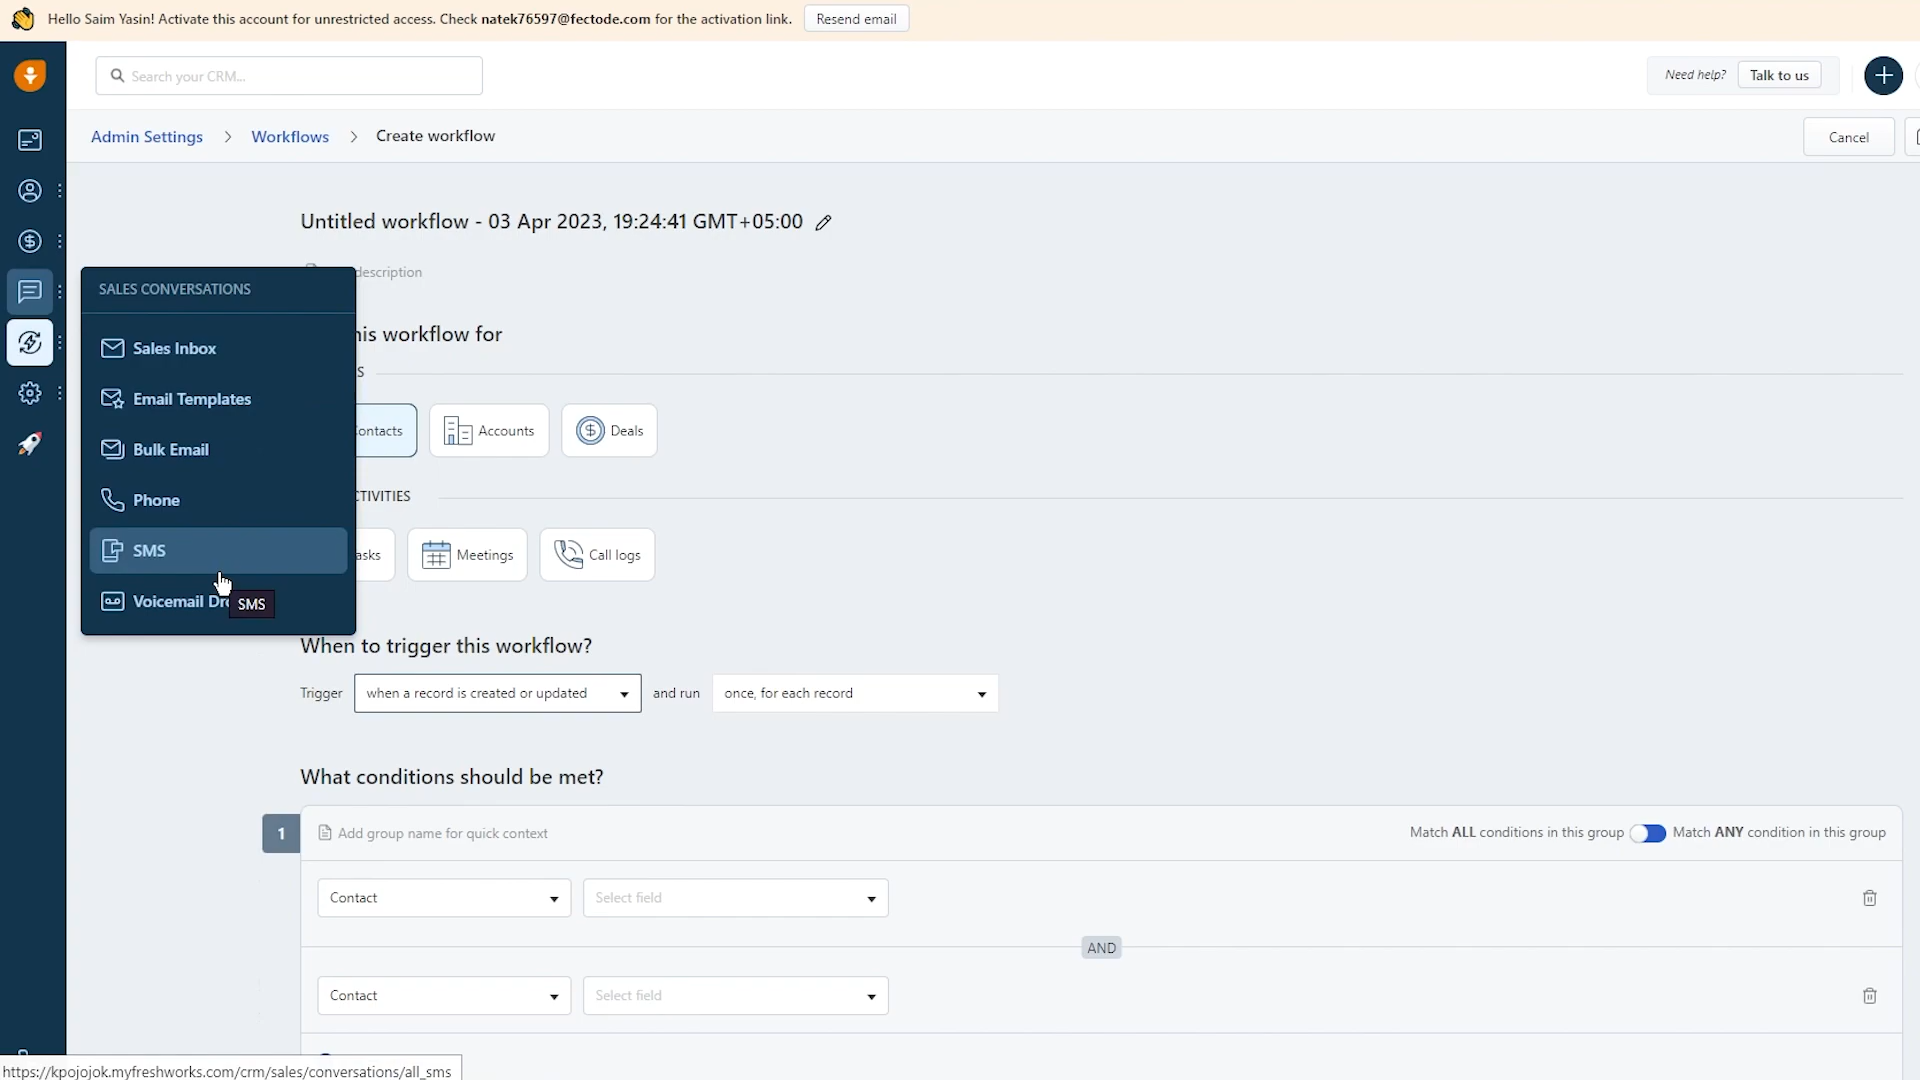 Hello Saim Yasin! Activate this account for unrestricted access. Check natek76597@fectode.com for the activation link. Resend email
Search your CRM...
Need help? Talk to us
Admin Settings > Workflows > Create workflow
Cancel
Untitled workflow - 03 Apr 2023, 19:24:41 GMT+05:00
description
SALES CONVERSATIONS
Sales Inbox
Email Templates
Bulk Email
Phone
SMS
Voicemail
SMS
his workflow for
S
ontacts
Accounts
Deals
CTIVITIES
asks
Meetings
Call logs
When to trigger this workflow?
Trigger when a record is created or updated and run once, for each record
What conditions should be met?
1 Add group name for quick context
Match ALL conditions in this group Match ANY condition in this group
Contact Select field
AND
Contact Select field
https://kpojojok.myfreshworks.com/crm/sales/conversations/all_sms